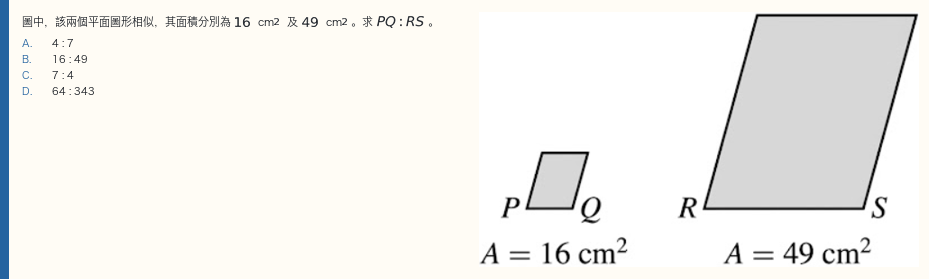 圖中，該兩個平面圖形相似，其面積分別為 16 cm2 及 49 cm2 。求 PQ : RS 。
A. 4 : 7
B. 16 : 49
C. 7 : 4
D. 64 : 343
P Q R S
A = 16 cm² A = 49 cm²